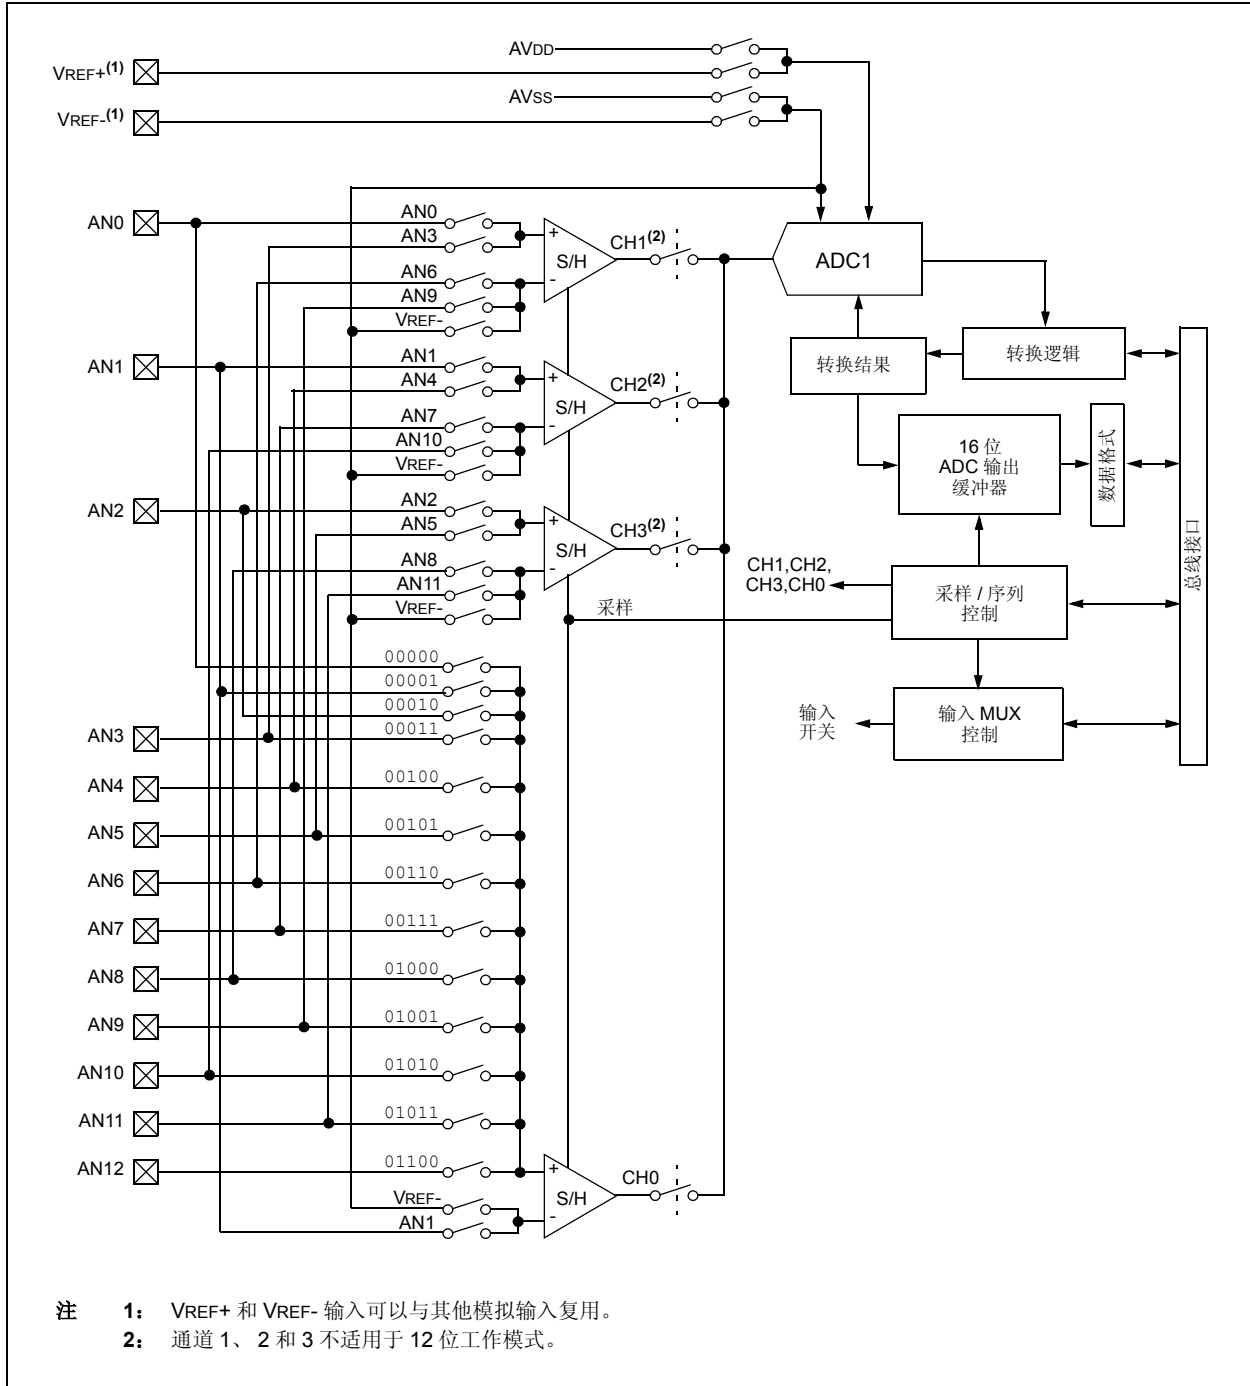 AVDD
VREF+(1)
AVSS
VREF-(1)
AN0
AN0
AN3
AN6
AN9
VREF-
+
-
S/H
CH1(2)
ADC1
AN1
AN1
AN4
AN7
AN10
VREF-
+
-
S/H
CH2(2)
转换结果
转换逻辑
16 位
ADC 输出
缓冲器
数据格式
总线接口
AN2
AN2
AN5
AN8
AN11
VREF-
+
-
S/H
CH3(2)
CH1,CH2,
CH3,CH0
采样 / 序列
控制
采样
输入
开关
输入 MUX
控制
00000
00001
00010
AN3
00011
AN4
00100
AN5
00101
AN6
00110
AN7
00111
AN8
01000
AN9
01001
AN10
01010
AN11
01011
AN12
01100
VREF-
AN1
+
-
S/H
CH0
注 1： VREF+ 和 VREF- 输入可以与其他模拟输入复用。
2： 通道 1、 2 和 3 不适用于 12 位工作模式。